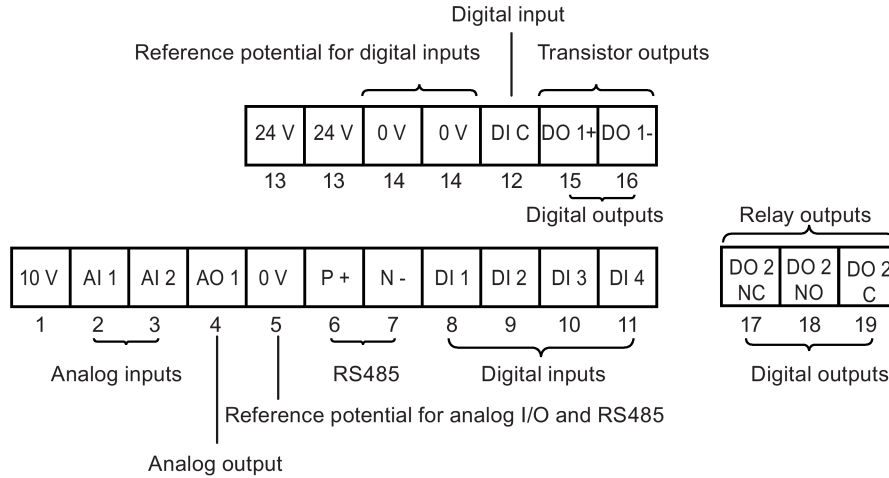 Digital input
Reference potential for digital inputs Transistor outputs
24 V 24 V 0 V 0 V DI C DO 1+ DO 1-
13 13 14 14 12 15 16
Digital outputs
Relay outputs
10 V AI 1 AI 2 AO 1 0 V P + N - DI 1 DI 2 DI 3 DI 4
DO 2 NC DO 2 NO DO 2 C
1 2 3 4 5 6 7 8 9 10 11 17 18 19
Analog inputs RS485 Digital inputs Digital outputs
Reference potential for analog I/O and RS485
Analog output